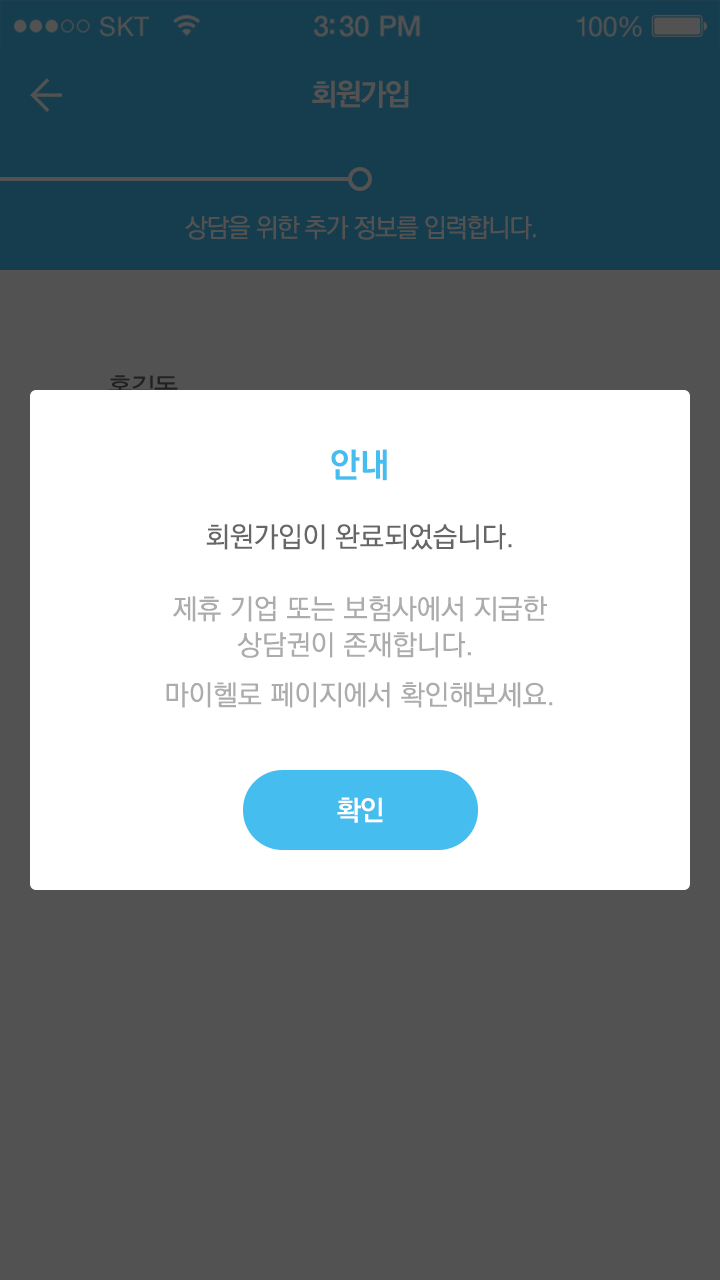 SKT 3:30 PM 100%
회원가입
상담을 위한 추가 정보를 입력합니다.
안내
회원가입이 완료되었습니다.
제휴 기업 또는 보험사에서 지급한
상담권이 존재합니다.
마이헬로 페이지에서 확인해보세요.
확인